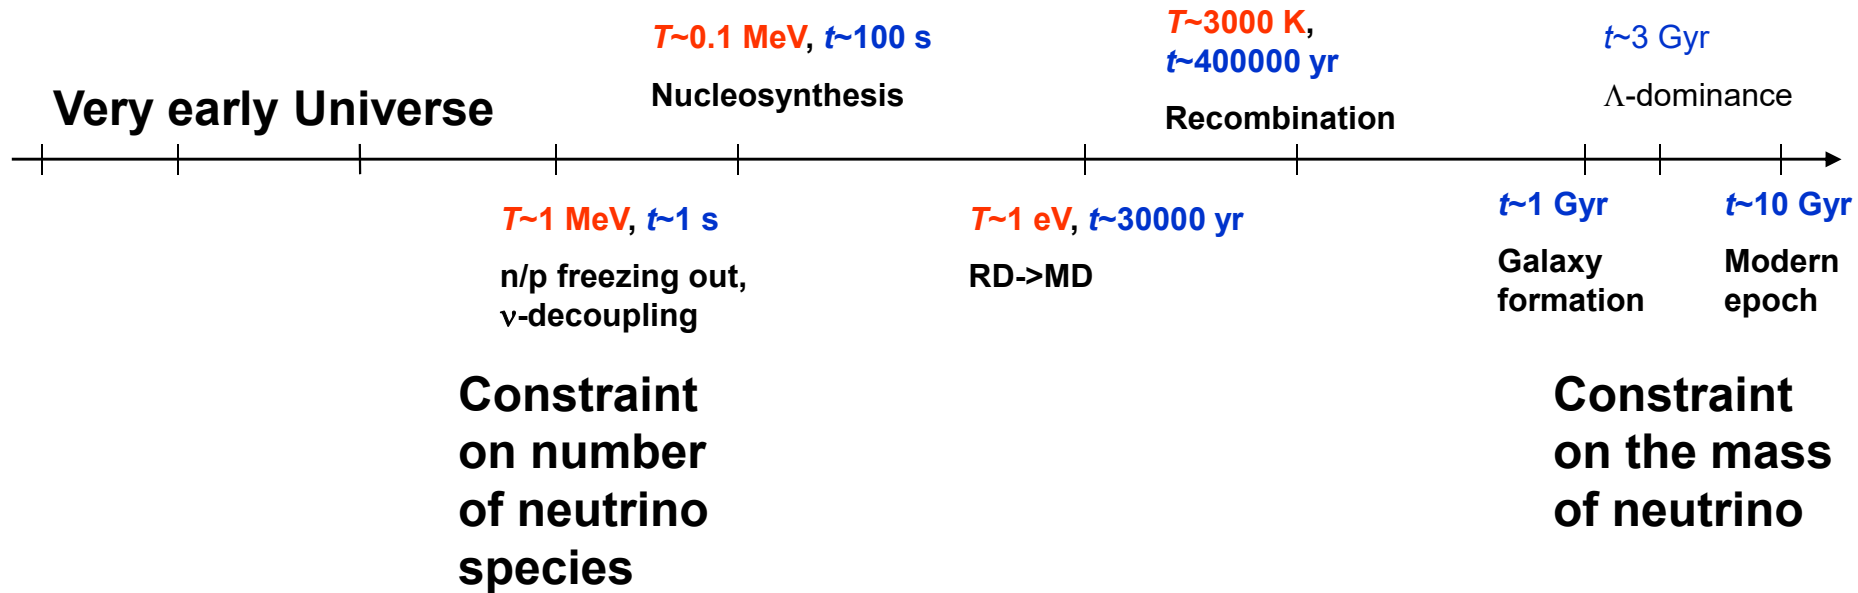 T~0.1 MeV, t~100 s
Nucleosynthesis
T~3000 K,
t~400000 yr
Recombination
t~3 Gyr
Λ-dominance
Very early Universe
T~1 MeV, t~1 s
n/p freezing out,
ν-decoupling
T~1 eV, t~30000 yr
RD->MD
t~1 Gyr
Galaxy
formation
t~10 Gyr
Modern
epoch
Constraint
on number
of neutrino
species
Constraint
on the mass
of neutrino